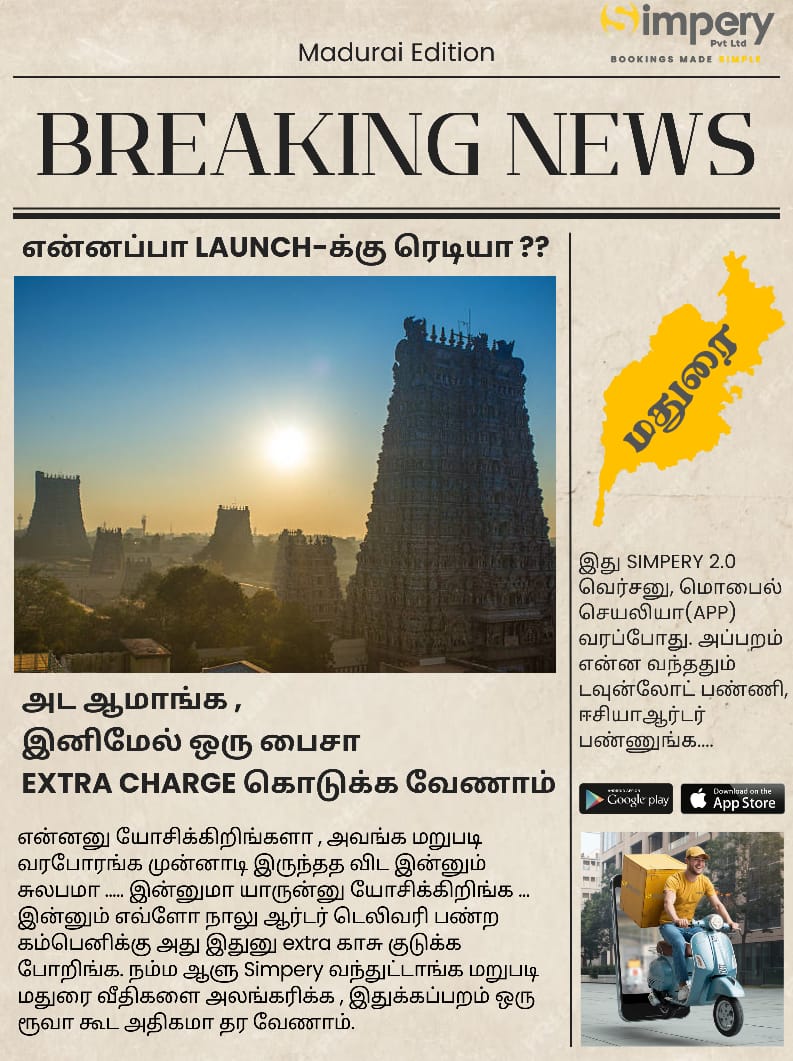 Simpery
Pvt Ltd
BOOKINGS MADE SIMPLE
Madurai Edition
BREAKING NEWS
என்னப்பா LAUNCH-க்கு ரெடியா ??
மதுரை
அட ஆமாங்க ,
இனிமேல் ஒரு பைசா
EXTRA CHARGE கொடுக்க வேணாம்
என்னனு யோசிக்கிறிங்களா , அவங்க மறுபடி
வரபோரங்க முன்னாடி இருந்தத விட இன்னும்
சுலபமா ..... இன்னுமா யாருன்னு யோசிக்கிறிங்க ...
இன்னும் எவ்ளோ நாலு ஆர்டர் டெலிவரி பண்ற
கம்பெனிக்கு அது இதுனு extra காசு குடுக்க
போறிங்க. நம்ம ஆளு Simpery வந்துட்டாங்க மறுபடி
மதுரை வீதிகளை அலங்கரிக்க , இதுக்கப்பறம் ஒரு
ரூவா கூட அதிகமா தர வேணாம்.
இது SIMPERY 2.0
வெர்சனு, மொபைல்
செயலியா(APP)
வரப்போது. அப்பறம்
என்ன வந்ததும்
டவுன்லோட் பண்ணி,
ஈசியாஆர்டர்
பண்ணுங்க....
ANDROID APP ON
Google play
Download on the
App Store